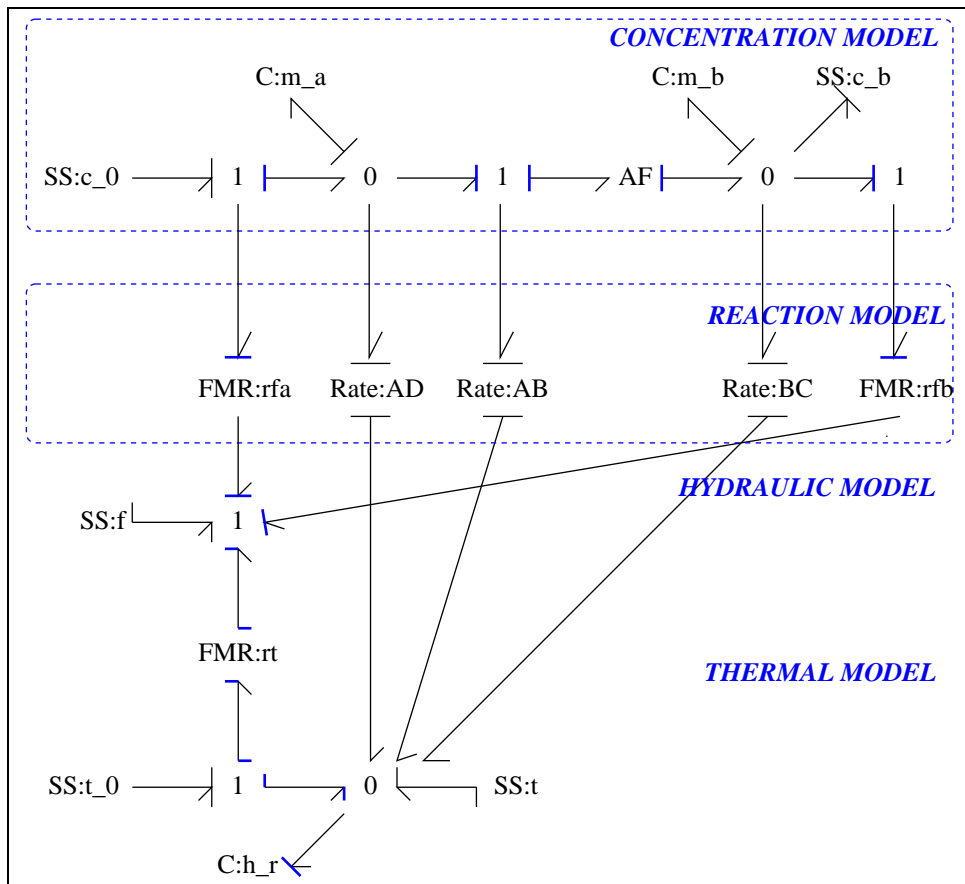 CONCENTRATION MODEL
C:m_a
C:m_b
SS:c_b
SS:c_0 1 0 1 AF 0 1
REACTION MODEL
FMR:rfa Rate:AD Rate:AB Rate:BC FMR:rfb
HYDRAULIC MODEL
SS:f 1
FMR:rt
THERMAL MODEL
SS:t_0 1 0 SS:t
C:h_r